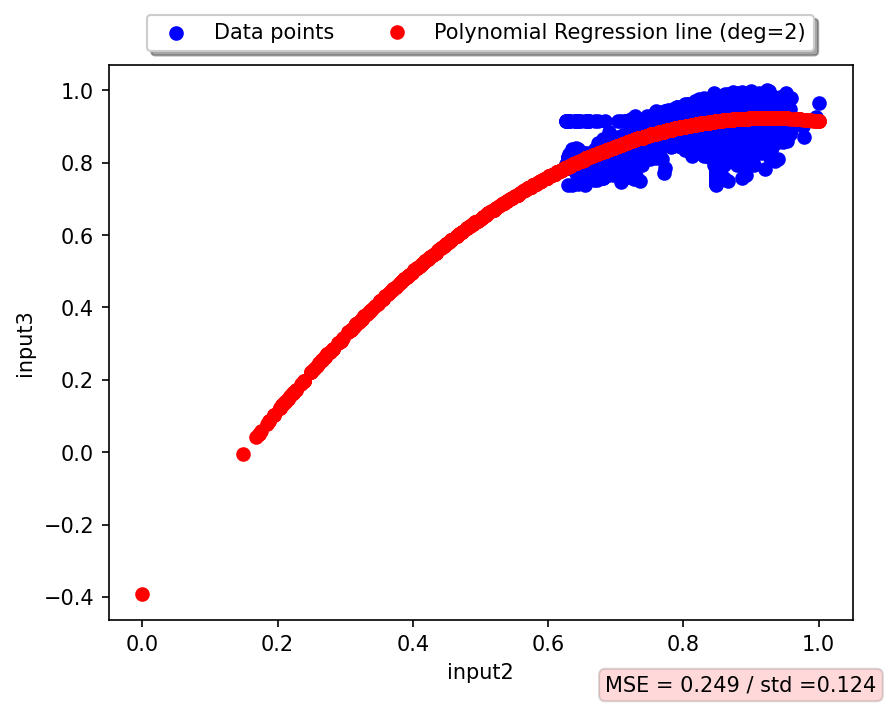 Data points
Polynomial Regression line (deg=2)
1.0
0.8
0.6
0.4
0.2
0.0
−0.2
−0.4
input3
0.0
0.2
0.4
0.6
0.8
1.0
input2
MSE = 0.249 / std =0.124